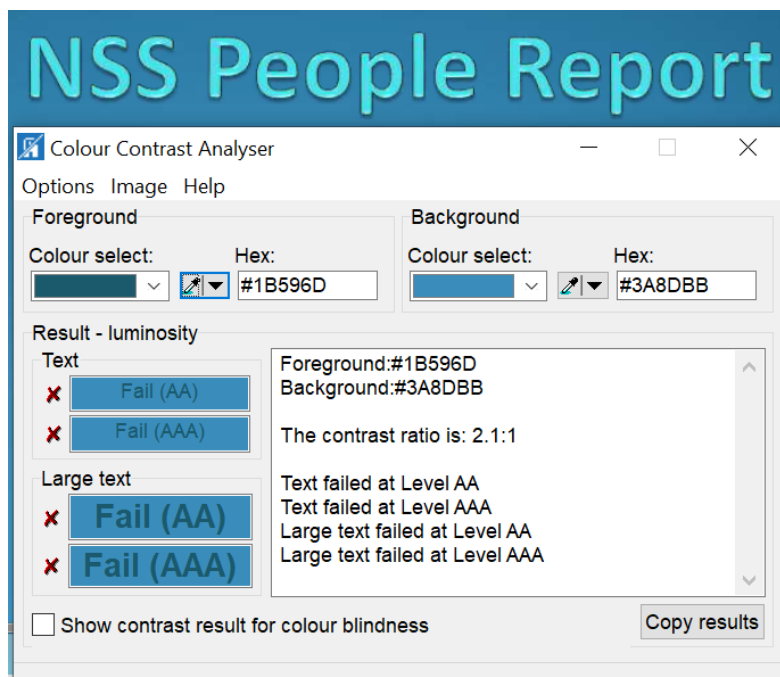 NSS People Report
Colour Contrast Analyser
Options Image Help
Foreground
Colour select: Hex:
#1B596D
Background
Colour select: Hex:
#3A8DBB
Result - luminosity
Text
Fail (AA)
Fail (AAA)
Large text
Fail (AA)
Fail (AAA)
Foreground:#1B596D
Background:#3A8DBB
The contrast ratio is: 2.1:1
Text failed at Level AA
Text failed at Level AAA
Large text failed at Level AA
Large text failed at Level AAA
Show contrast result for colour blindness
Copy results